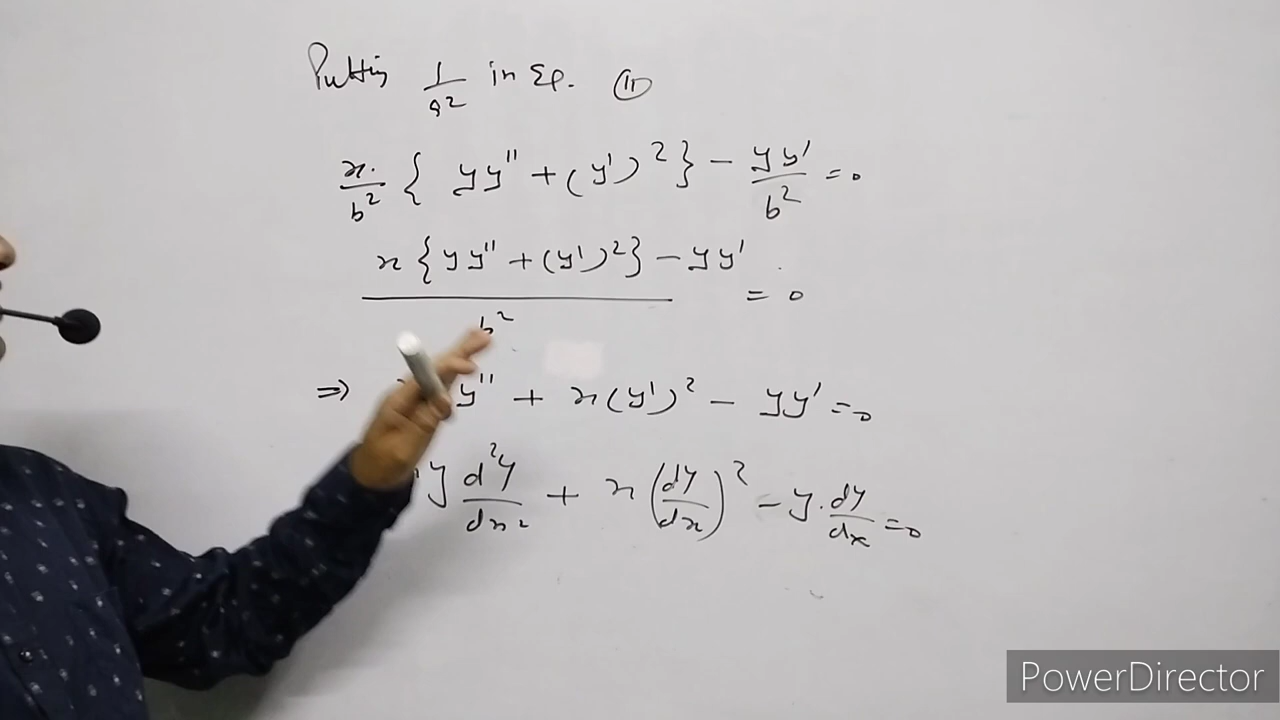 Putting 1/a² in Eq. (11)
x/b² { yy'' + (y')² } - yy'/b² = 0
x { yy'' + (y')² } - yy' / b² = 0
⇒ y'' + x(y')² - yy' = 0
y d²y/dx² + x (dy/dx)² - y . dy/dx = 0
PowerDirector